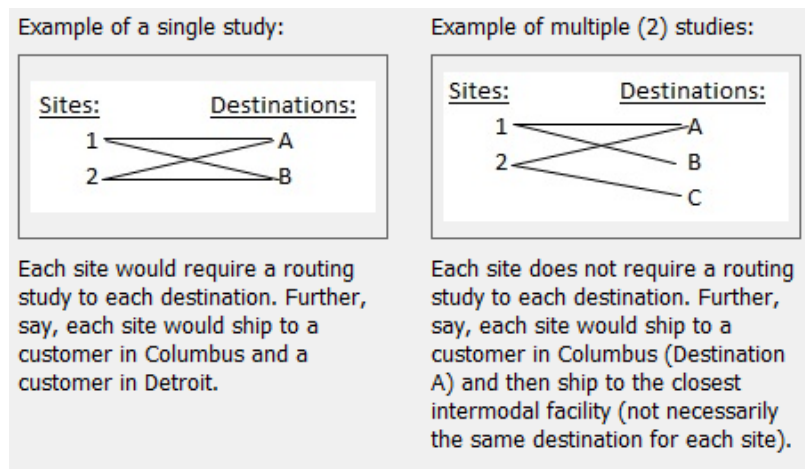 Example of a single study:
Sites: Destinations:
1 A
2 B
Each site would require a routing
study to each destination. Further,
say, each site would ship to a
customer in Columbus and a
customer in Detroit.
Example of multiple (2) studies:
Sites: Destinations:
1 A
2 B
C
Each site does not require a routing
study to each destination. Further,
say, each site would ship to a
customer in Columbus (Destination
A) and then ship to the closest
intermodal facility (not necessarily
the same destination for each site).